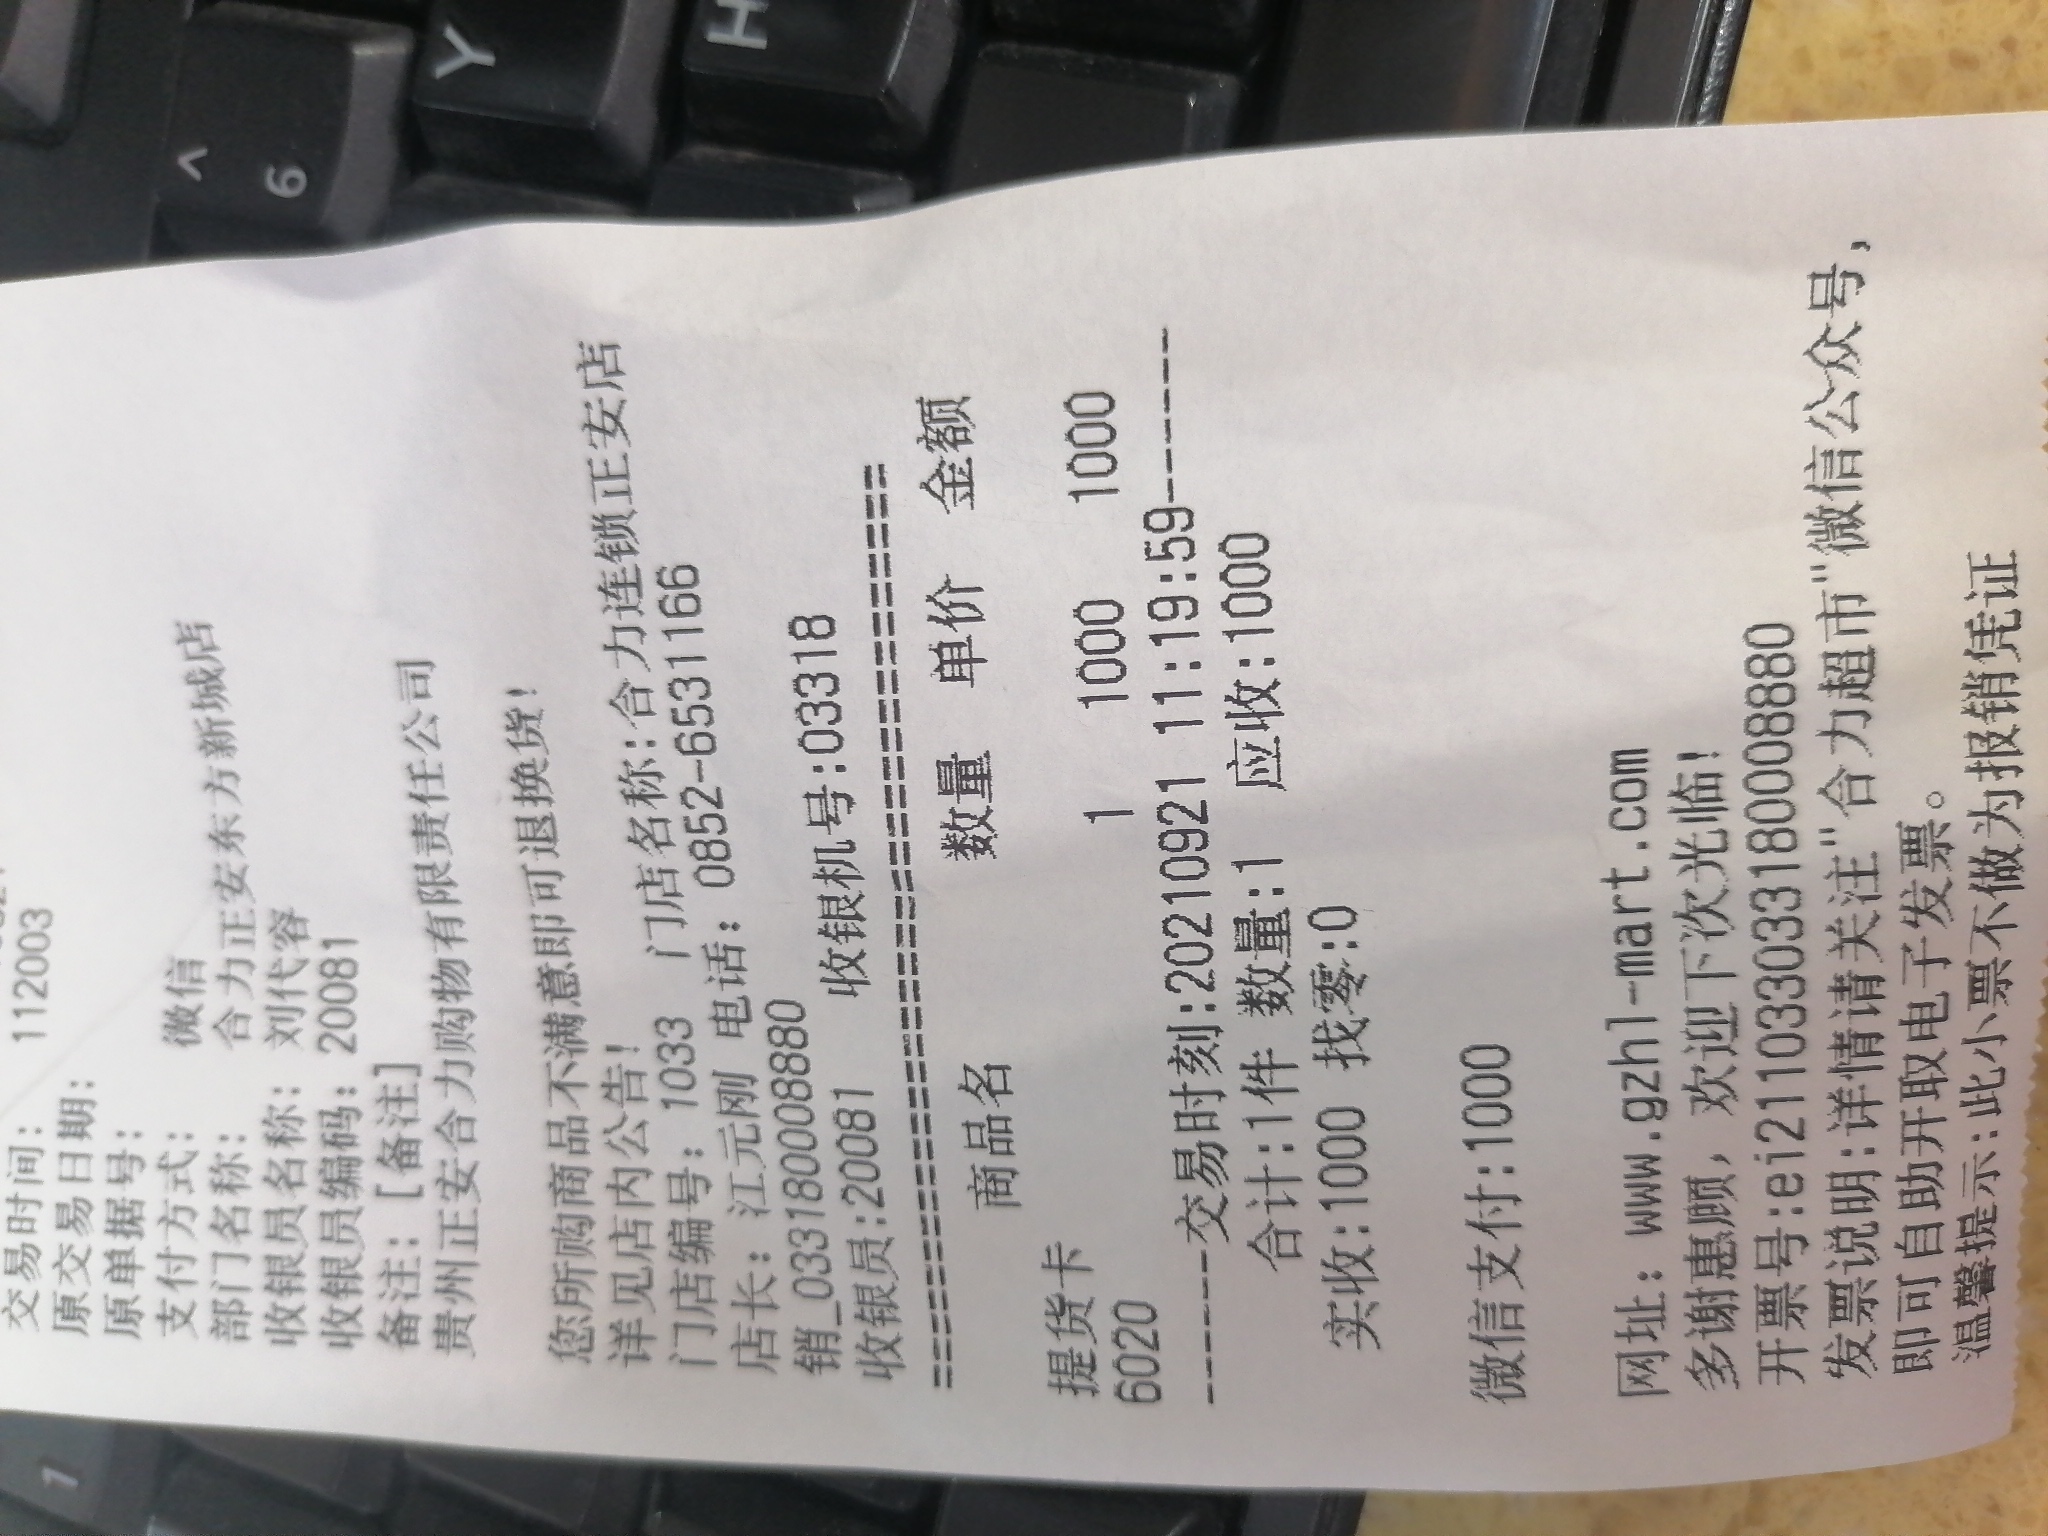 交易时间: 112003
原交易日期:
原单据号:
支付方式: 微信
部门名称: 合力正安东方新城店
收银员名称: 刘代容
收银员编码: 20081
备注: [备注]
贵州正安合力购物有限责任公司
您所购商品不满意即可退换货!
详见店内公告!
门店编号: 1033 门店名称:合力连锁正安店
店长: 江元刚 电话: 0852-6531166
销_033180008880
收银员:20081 收银机号:03318
==========================================
商品名 数量 单价 金额
提货卡 1 1000 1000
6020
------交易时刻:20210921 11:19:59------
合计:1件 数量:1 应收:1000
实收:1000 找零:0
微信支付:1000
网址: www.gzhl-mart.com
多谢惠顾, 欢迎下次光临!
开票号:ei211033033180008880
发票说明:详情请关注"合力超市"微信公众号,
即可自助开取电子发票。
温馨提示:此小票不做为报销凭证
Y
H
^
6
1